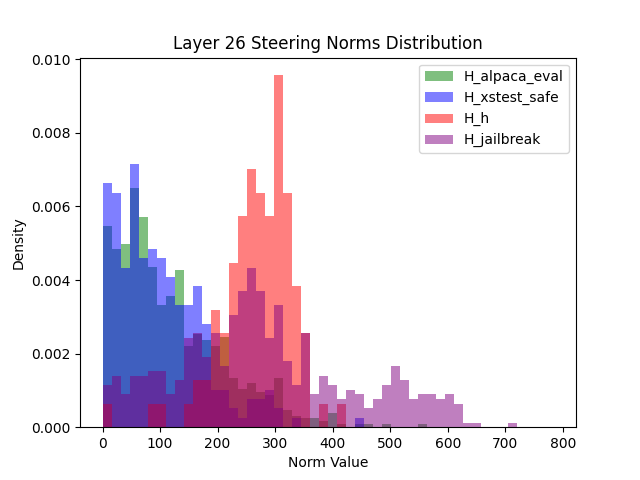 Layer 26 Steering Norms Distribution
H_alpaca_eval
H_xstest_safe
H_h
H_jailbreak
0.010
0.008
0.006
0.004
0.002
0.000
Density
0 100 200 300 400 500 600 700 800
Norm Value